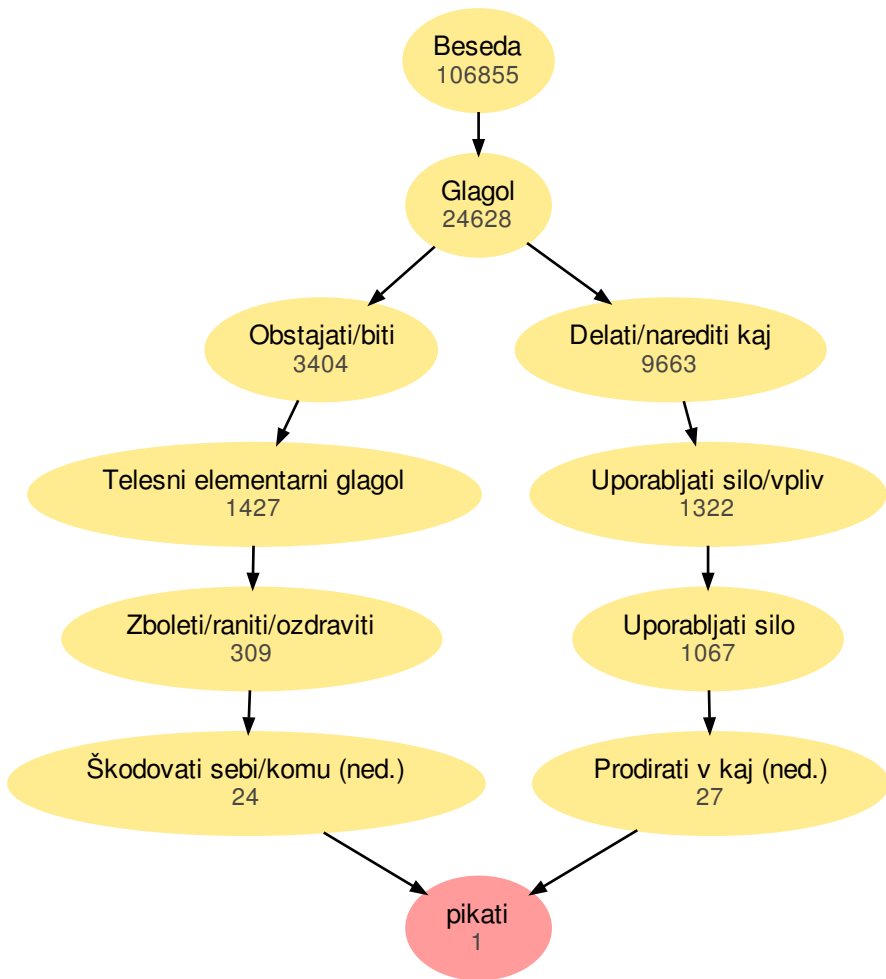 Beseda
106855
Glagol
24628
Obstajati/biti
3404
Delati/narediti kaj
9663
Telesni elementarni glagol
1427
Uporabljati silo/vpliv
1322
Zboleti/raniti/ozdraviti
309
Uporabljati silo
1067
Škodovati sebi/komu (ned.)
24
Prodirati v kaj (ned.)
27
pikati
1